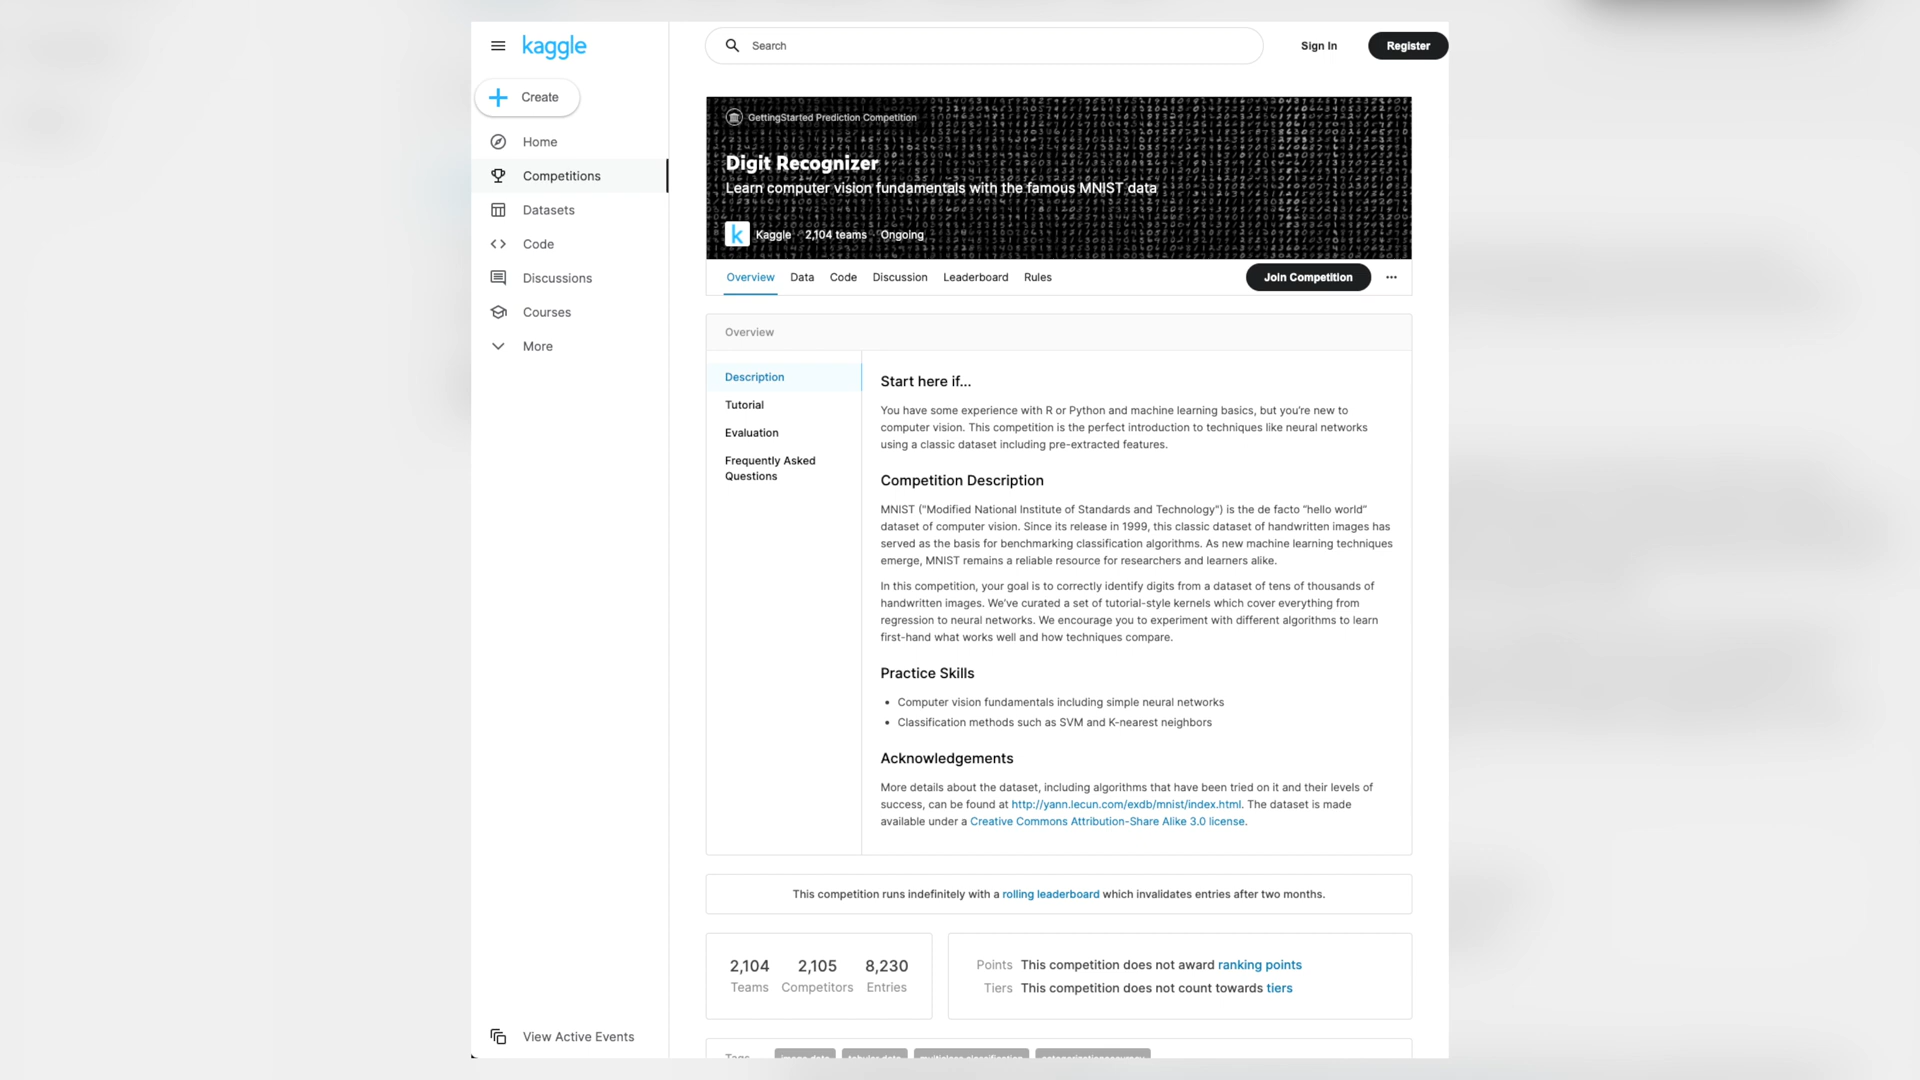 kaggle
Search
Sign In
Register
Create
Home
Competitions
Datasets
Code
Discussions
Courses
More
View Active Events
GettingStarted Prediction Competition
Digit Recognizer
Learn computer vision fundamentals with the famous MNIST data
k Kaggle · 2,104 teams · Ongoing
Overview Data Code Discussion Leaderboard Rules
Join Competition
Overview
Description
Tutorial
Evaluation
Frequently Asked
Questions
Start here if...
You have some experience with R or Python and machine learning basics, but you're new to
computer vision. This competition is the perfect introduction to techniques like neural networks
using a classic dataset including pre-extracted features.
Competition Description
MNIST ("Modified National Institute of Standards and Technology") is the de facto “hello world”
dataset of computer vision. Since its release in 1999, this classic dataset of handwritten images has
served as the basis for benchmarking classification algorithms. As new machine learning techniques
emerge, MNIST remains a reliable resource for researchers and learners alike.
In this competition, your goal is to correctly identify digits from a dataset of tens of thousands of
handwritten images. We've curated a set of tutorial-style kernels which cover everything from
regression to neural networks. We encourage you to experiment with different algorithms to learn
first-hand what works well and how techniques compare.
Practice Skills
• Computer vision fundamentals including simple neural networks
• Classification methods such as SVM and K-nearest neighbors
Acknowledgements
More details about the dataset, including algorithms that have been tried on it and their levels of
success, can be found at http://yann.lecun.com/exdb/mnist/index.html. The dataset is made
available under a Creative Commons Attribution-Share Alike 3.0 license.
This competition runs indefinitely with a rolling leaderboard which invalidates entries after two months.
2,104 2,105 8,230
Teams Competitors Entries
Points This competition does not award ranking points
Tiers This competition does not count towards tiers
Tags